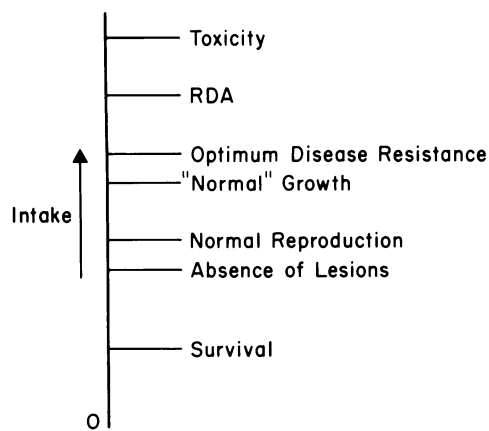 Toxicity
RDA
Optimum Disease Resistance
"Normal" Growth
Intake
Normal Reproduction
Absence of Lesions
Survival
0